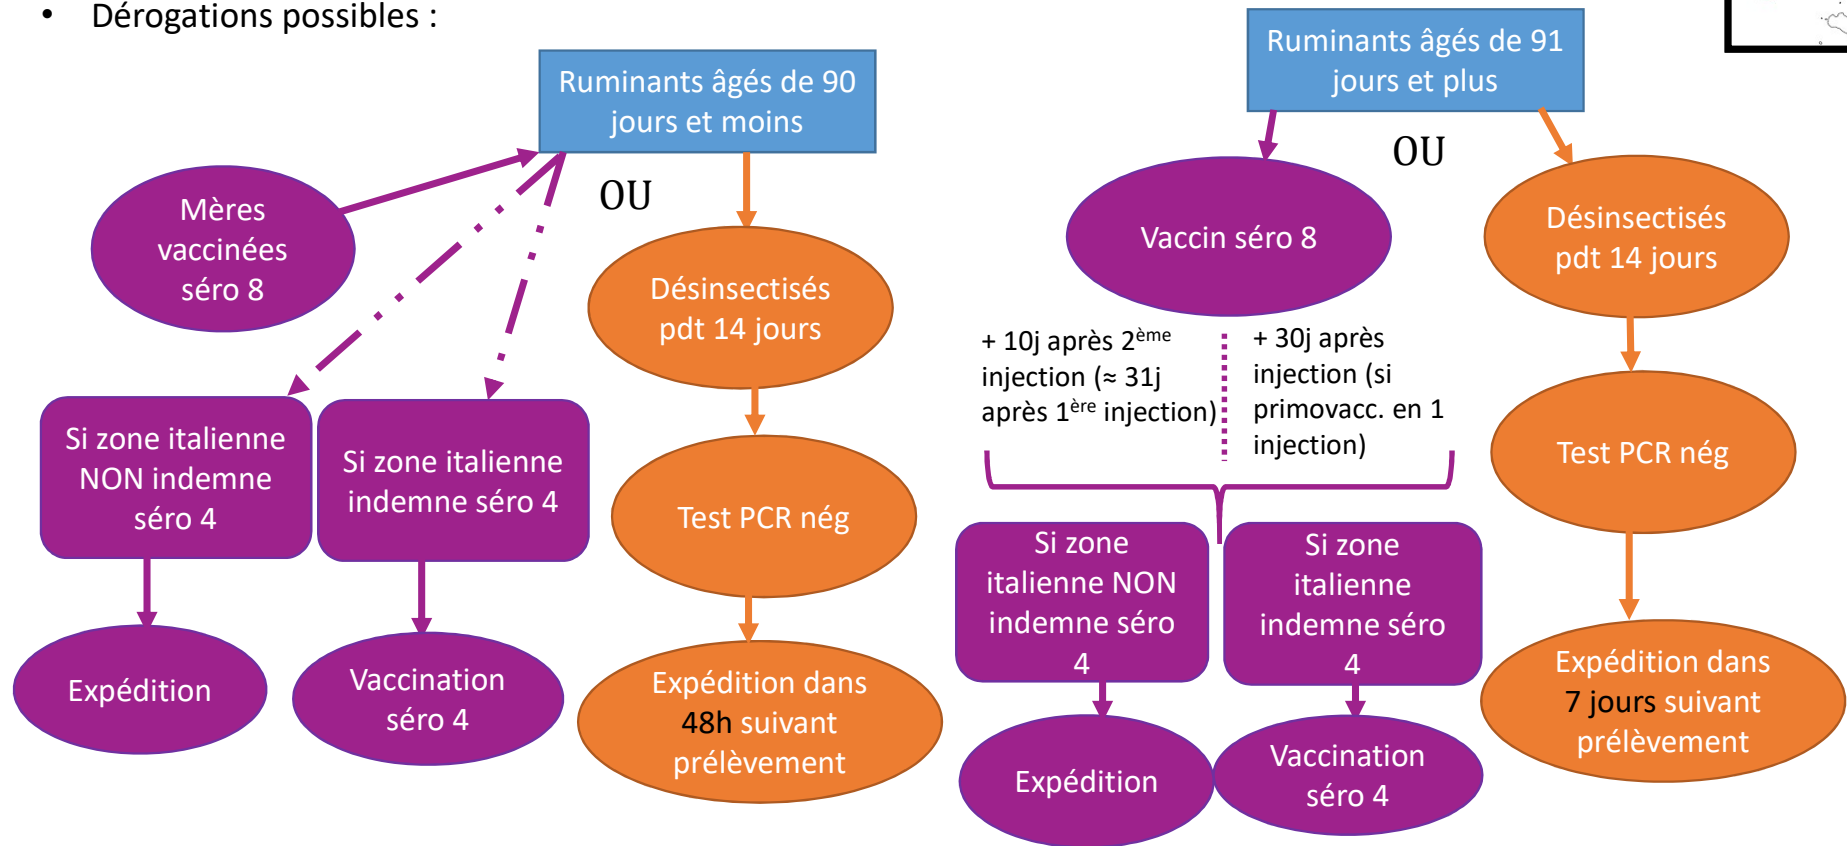 • Dérogations possibles :
Ruminants âgés de 90
jours et moins
OU
Mères
vaccinées
séro 8
Désinsectisés
pdt 14 jours
Si zone italienne
NON indemne
séro 4
Si zone italienne
indemne séro 4
Test PCR nég
Expédition
Vaccination
séro 4
Expédition dans
48h suivant
prélèvement
Ruminants âgés de 91
jours et plus
OU
Vaccin séro 8
Désinsectisés
pdt 14 jours
+ 10j après 2ème
injection (≈ 31j
après 1ère injection)
+ 30j après
injection (si
primovacc. en 1
injection)
Test PCR nég
Si zone
italienne NON
indemne séro
4
Si zone
italienne
indemne séro
4
Expédition
Vaccination
séro 4
Expédition dans
7 jours suivant
prélèvement